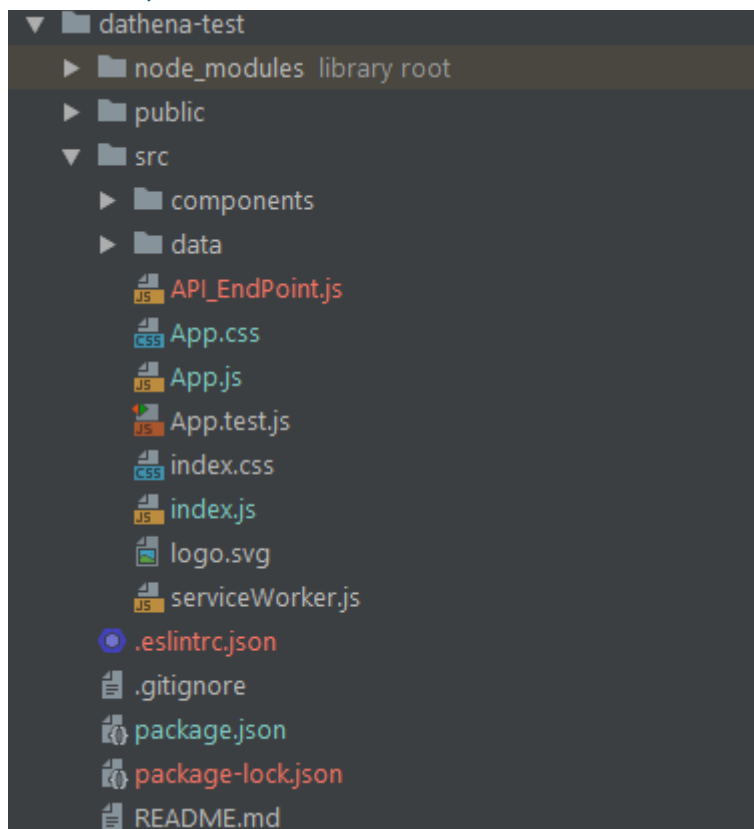 dathena-test
node_modules library root
public
src
components
data
API_EndPoint.js
App.css
App.js
App.test.js
index.css
index.js
logo.svg
serviceWorker.js
.eslintrc.json
.gitignore
package.json
package-lock.json
README.md